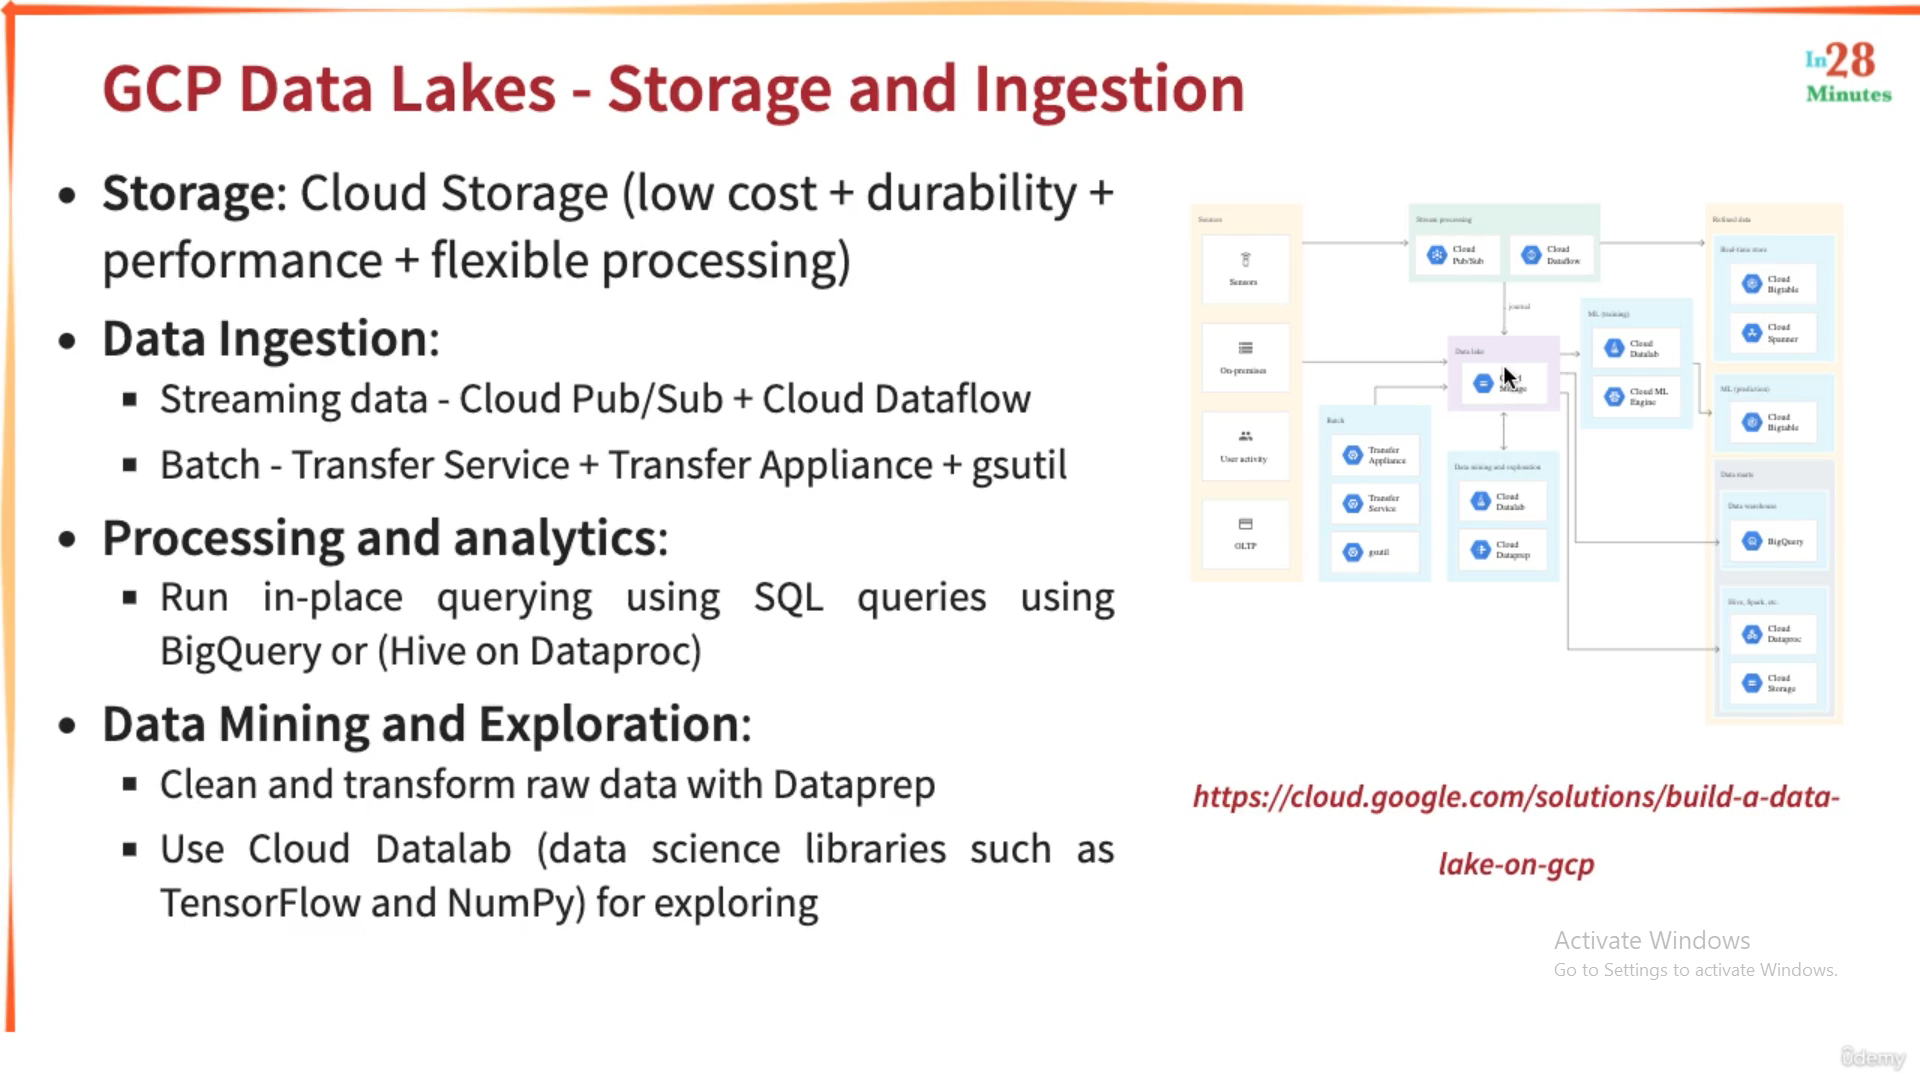 GCP Data Lakes - Storage and Ingestion
In28
Minutes
• Storage: Cloud Storage (low cost + durability +
performance + flexible processing)
• Data Ingestion:
▪ Streaming data - Cloud Pub/Sub + Cloud Dataflow
▪ Batch - Transfer Service + Transfer Appliance + gsutil
• Processing and analytics:
▪ Run in-place querying using SQL queries using
BigQuery or (Hive on Dataproc)
• Data Mining and Exploration:
▪ Clean and transform raw data with Dataprep
▪ Use Cloud Datalab (data science libraries such as
TensorFlow and NumPy) for exploring
Sensors
On-premises
User activity
OLTP
Stream processing
Cloud
Pub/Sub
Cloud
Dataflow
journal
Data lake
Batch
Transfer
Appliance
Transfer
Service
gsutil
Data mining and exploration
Cloud
Datalab
Cloud
Dataprep
ML (training)
Cloud
Datalab
Cloud ML
Engine
Refined data
Real-time store
Cloud
Bigtable
Cloud
Spanner
ML (prediction)
Cloud
Bigtable
Data marts
Data warehouse
BigQuery
Hive, Spark, etc.
Cloud
Dataproc
Cloud
Storage
https://cloud.google.com/solutions/build-a-data-
lake-on-gcp
Activate Windows
Go to Settings to activate Windows.
ûdemy